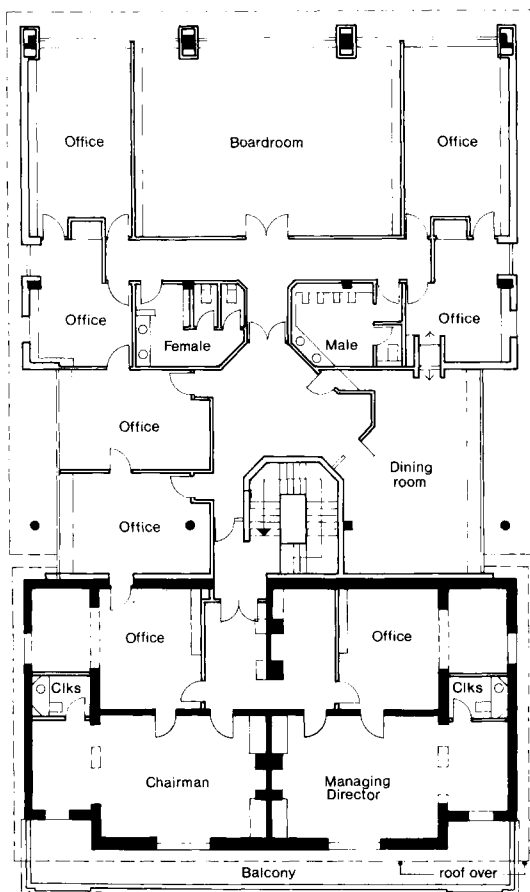 Office
Boardroom
Office
Office
Female
Male
Office
Office
Dining
room
Office
Office
Office
Clks
Clks
Chairman
Managing
Director
Balcony
roof over